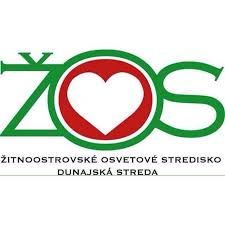 ŽOS
ŽITNOOSTROVSKÉ OSVETOVÉ STREDISKO
DUNAJSKÁ STREDA